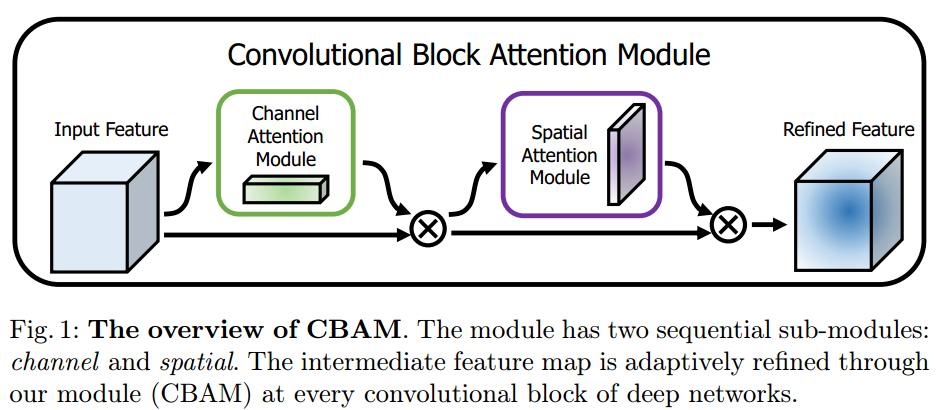 Convolutional Block Attention Module
Input Feature
Channel
Attention
Module
Spatial
Attention
Module
Refined Feature
Fig. 1: The overview of CBAM. The module has two sequential sub-modules:
channel and spatial. The intermediate feature map is adaptively refined through
our module (CBAM) at every convolutional block of deep networks.